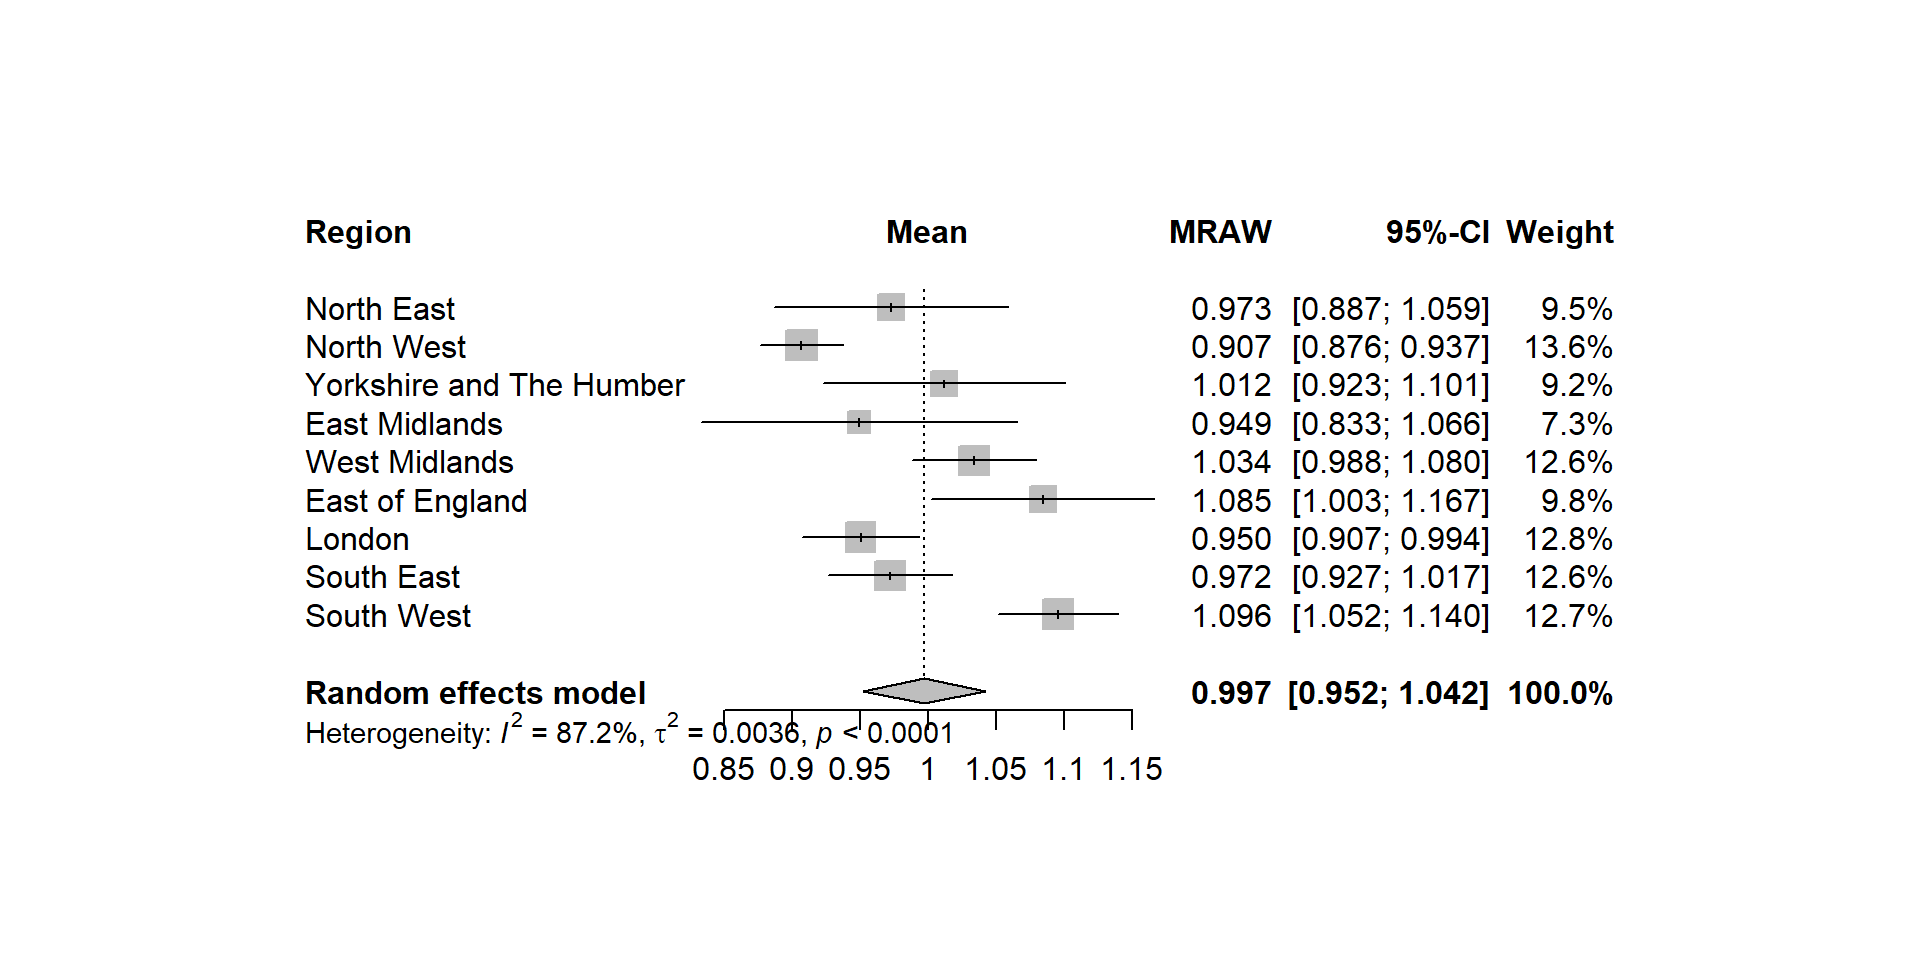 Region Mean MRAW 95%-CI Weight
North East 0.973 [0.887; 1.059] 9.5%
North West 0.907 [0.876; 0.937] 13.6%
Yorkshire and The Humber 1.012 [0.923; 1.101] 9.2%
East Midlands 0.949 [0.833; 1.066] 7.3%
West Midlands 1.034 [0.988; 1.080] 12.6%
East of England 1.085 [1.003; 1.167] 9.8%
London 0.950 [0.907; 0.994] 12.8%
South East 0.972 [0.927; 1.017] 12.6%
South West 1.096 [1.052; 1.140] 12.7%
Random effects model 0.997 [0.952; 1.042] 100.0%
Heterogeneity: I² = 87.2%, τ² = 0.0036, p < 0.0001
0.85 0.9 0.95 1 1.05 1.1 1.15